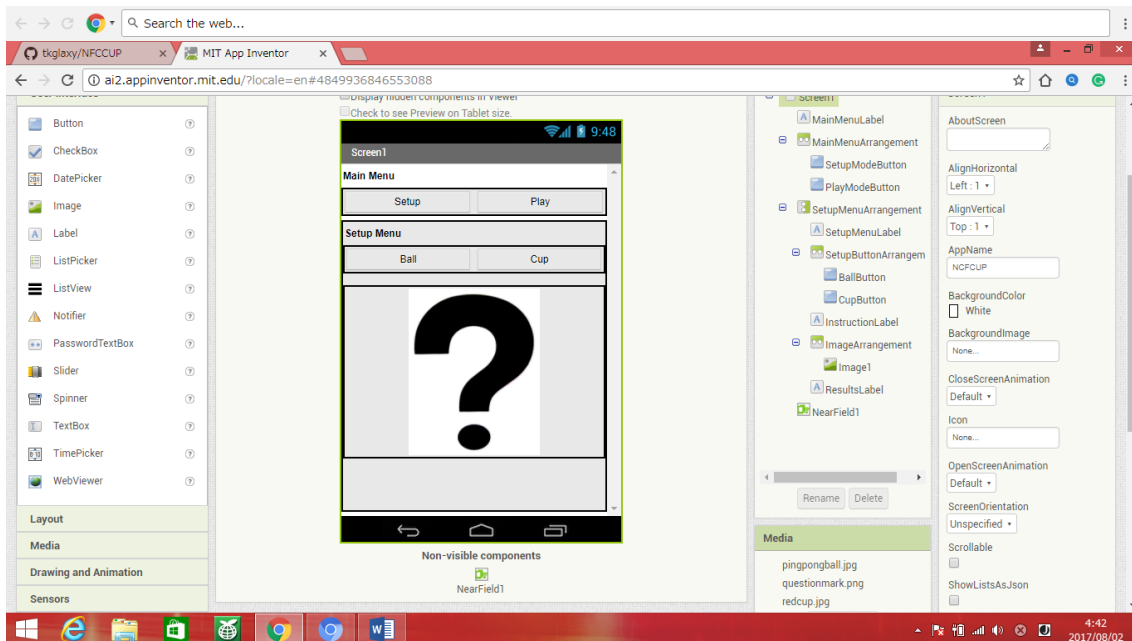 Search the web...
tkglaxy/NFCCUP
MIT App Inventor
ai2.appinventor.mit.edu/?locale=en#4849936846553088
User Interface
Button
CheckBox
DatePicker
Image
Label
ListPicker
ListView
Notifier
PasswordTextBox
Slider
Spinner
TextBox
TimePicker
WebViewer
Layout
Media
Drawing and Animation
Sensors
Display hidden components in Viewer
Check to see Preview on Tablet size.
9:48
Screen1
Main Menu
Setup Play
Setup Menu
Ball Cup
Non-visible components
NearField1
Screen1
MainMenuLabel
MainMenuArrangement
SetupModeButton
PlayModeButton
SetupMenuArrangement
SetupMenuLabel
SetupButtonArrangem
BallButton
CupButton
InstructionLabel
ImageArrangement
Image1
ResultsLabel
NearField1
Rename Delete
Media
pingpongball.jpg
questionmark.png
redcup.jpg
Screen1
AboutScreen
AlignHorizontal
Left : 1
AlignVertical
Top : 1
AppName
NCFCUP
BackgroundColor
White
BackgroundImage
None...
CloseScreenAnimation
Default
Icon
None...
OpenScreenAnimation
Default
ScreenOrientation
Unspecified
Scrollable
ShowListsAsJson
4:42
2017/08/02